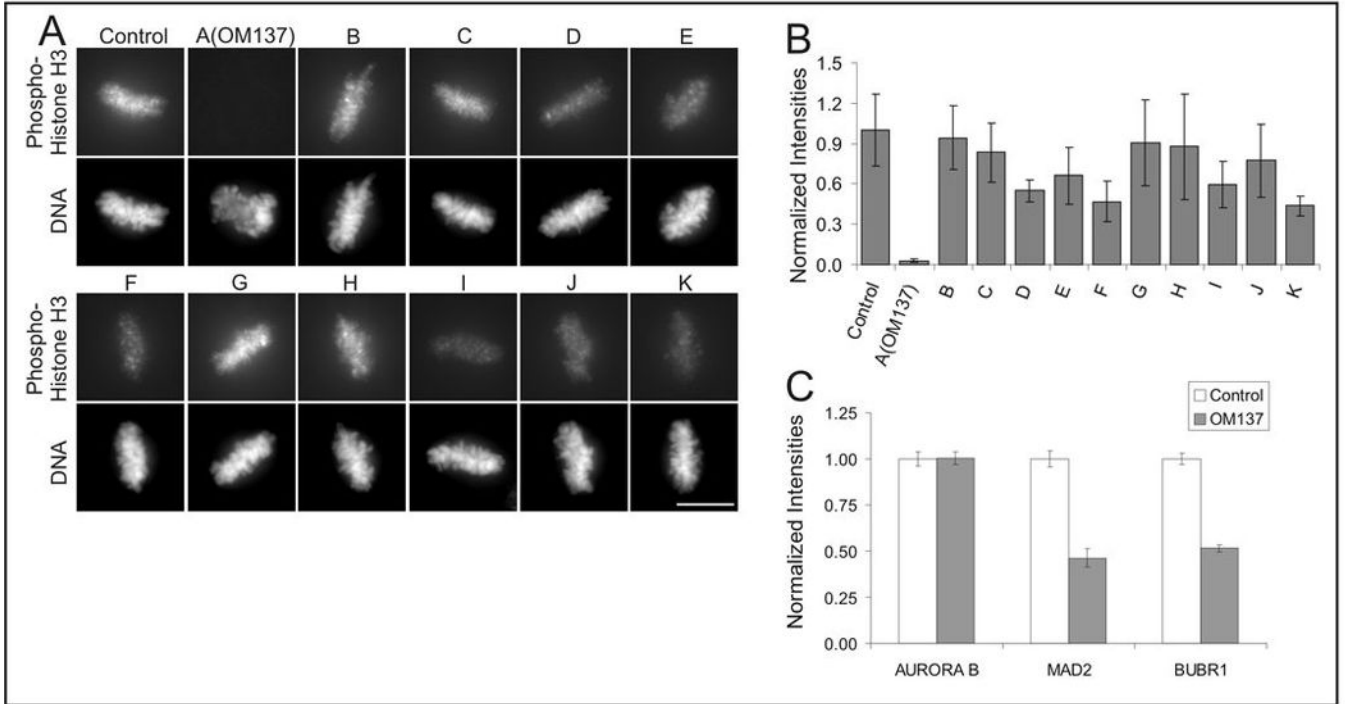 A
Control A(OM137) B C D E
Phospho-
Histone H3
DNA
F G H I J K
Phospho-
Histone H3
DNA
B
Normalized Intensities
1.5
1.2
0.9
0.6
0.3
0.0
Control A(OM137) B C D E F G H I J K
C
Control
OM137
Normalized Intensities
1.25
1.00
0.75
0.50
0.25
0.00
AURORA B MAD2 BUBR1